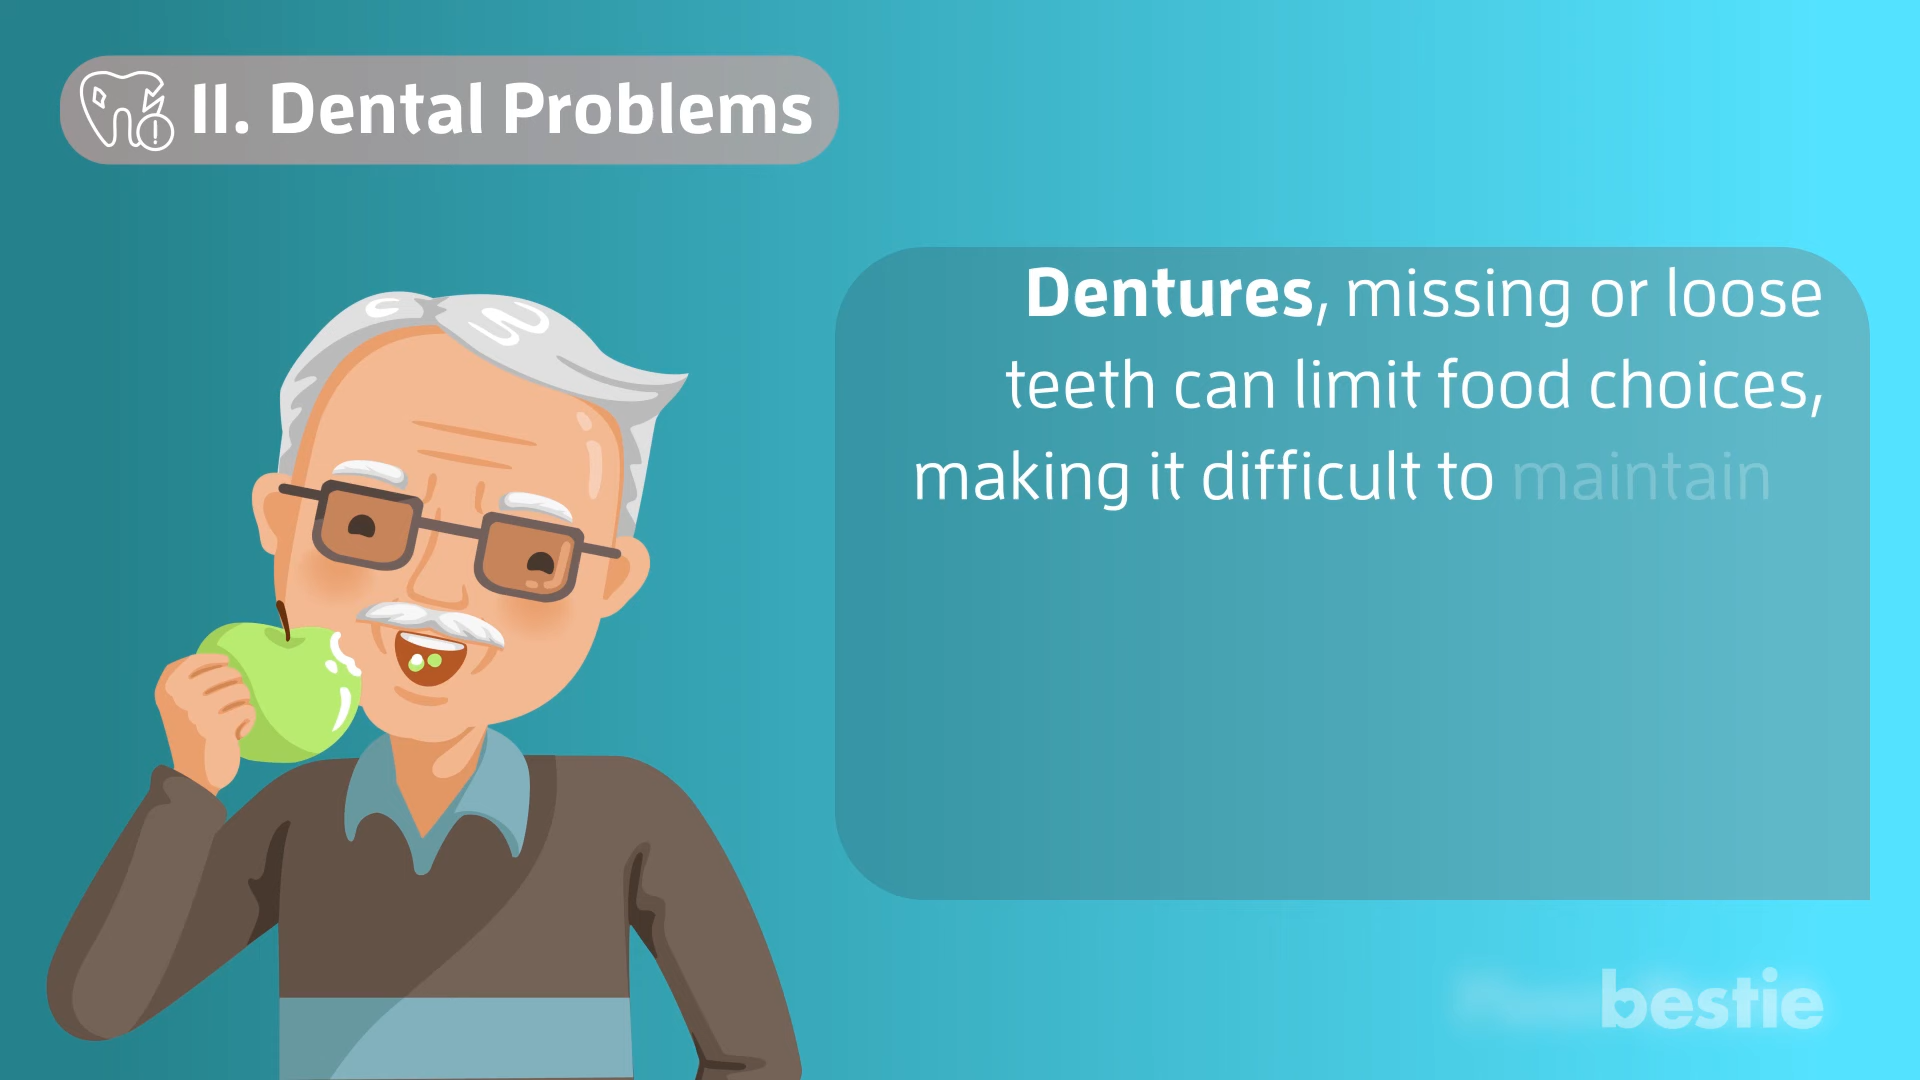 II. Dental Problems
Dentures, missing or loose
teeth can limit food choices,
making it difficult to maintain
bestie